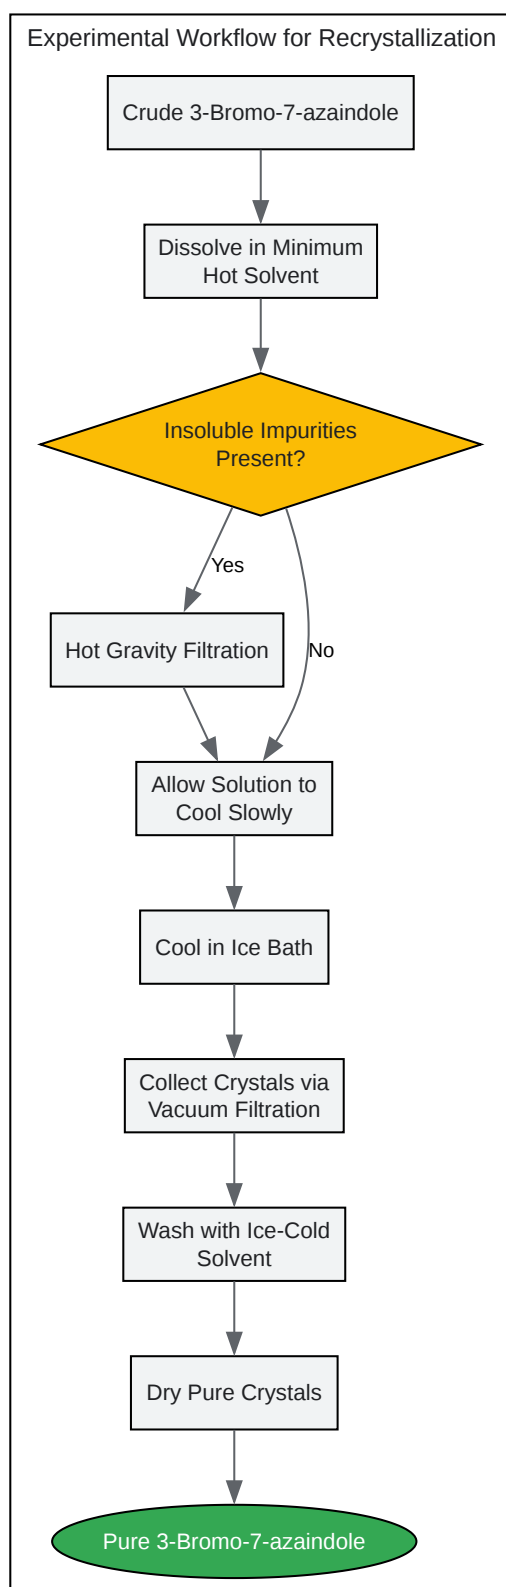 Experimental Workflow for Recrystallization
Crude 3-Bromo-7-azaindole
Dissolve in Minimum
Hot Solvent
Insoluble Impurities
Present?
Yes
Hot Gravity Filtration
No
Allow Solution to
Cool Slowly
Cool in Ice Bath
Collect Crystals via
Vacuum Filtration
Wash with Ice-Cold
Solvent
Dry Pure Crystals
Pure 3-Bromo-7-azaindole